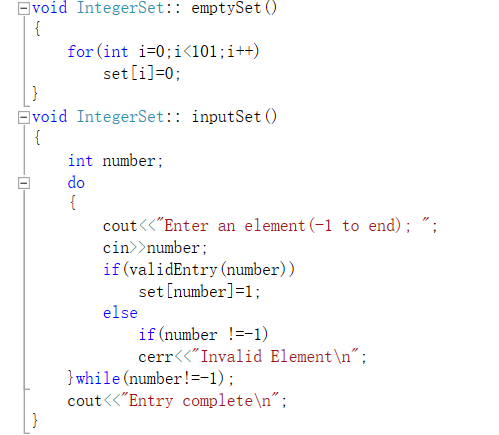 void IntegerSet:: emptySet()
{
    for(int i=0;i<101;i++)
        set[i]=0;
}
void IntegerSet:: inputSet()
{
    int number;
    do
    {
        cout<<"Enter an element(-1 to end); ";
        cin>>number;
        if(validEntry(number))
            set[number]=1;
        else
            if(number !=-1)
            cerr<<"Invalid Element\n";
    }while(number!=-1);
    cout<<"Entry complete\n";
}